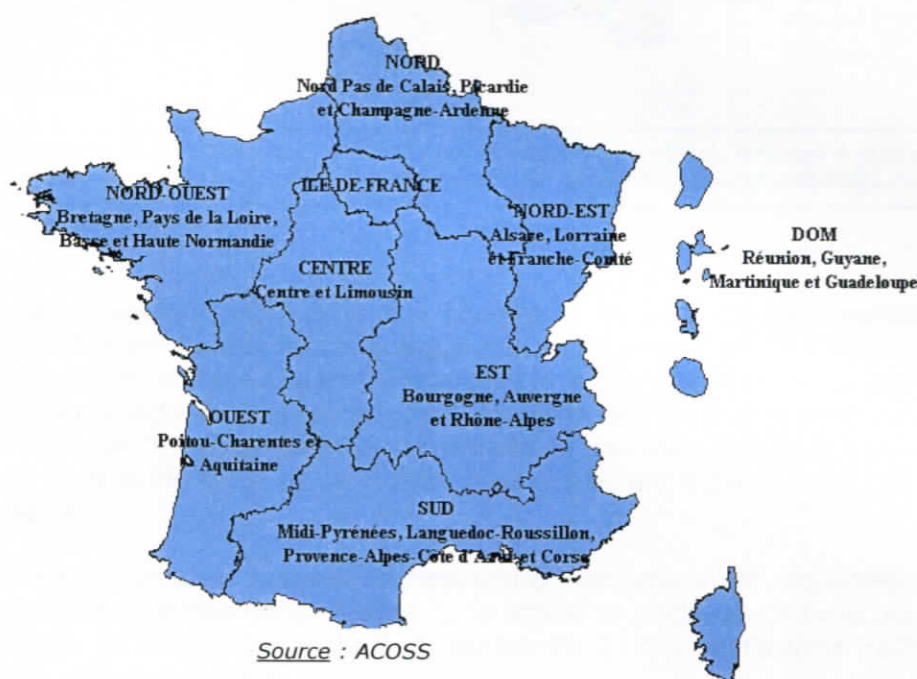 NORD
Nord Pas de Calais, Picardie
et Champagne-Ardenne
NORD-OUEST
Bretagne, Pays de la Loire,
Basse et Haute Normandie
ILE-DE-FRANCE
NORD-EST
Alsace, Lorraine
et Franche-Comté
DOM
Réunion, Guyane,
Martinique et Guadeloupe
CENTRE
Centre et Limousin
EST
Bourgogne, Auvergne
et Rhône-Alpes
OUEST
Poitou-Charentes et
Aquitaine
SUD
Midi-Pyrénées, Languedoc-Roussillon,
Provence-Alpes-Côte d'Azur et Corse
Source : ACOSS